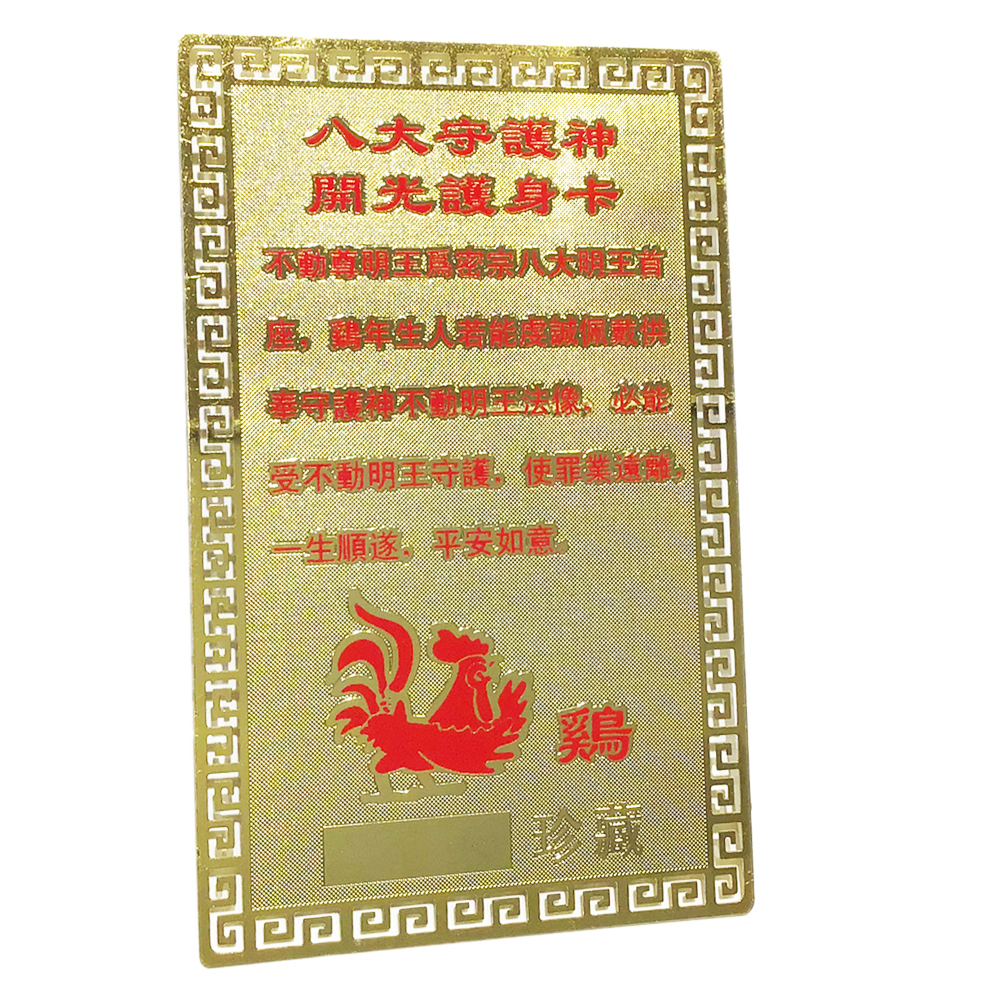 八大守護神
開光護身卡
不動尊明王爲密宗八大明王首
座，鷄年生人若能虔誠佩戴供
奉守護神不動明王法像，必能
受不動明王守護，使罪業遠離，
一生順遂，平安如意。
鷄
珍藏